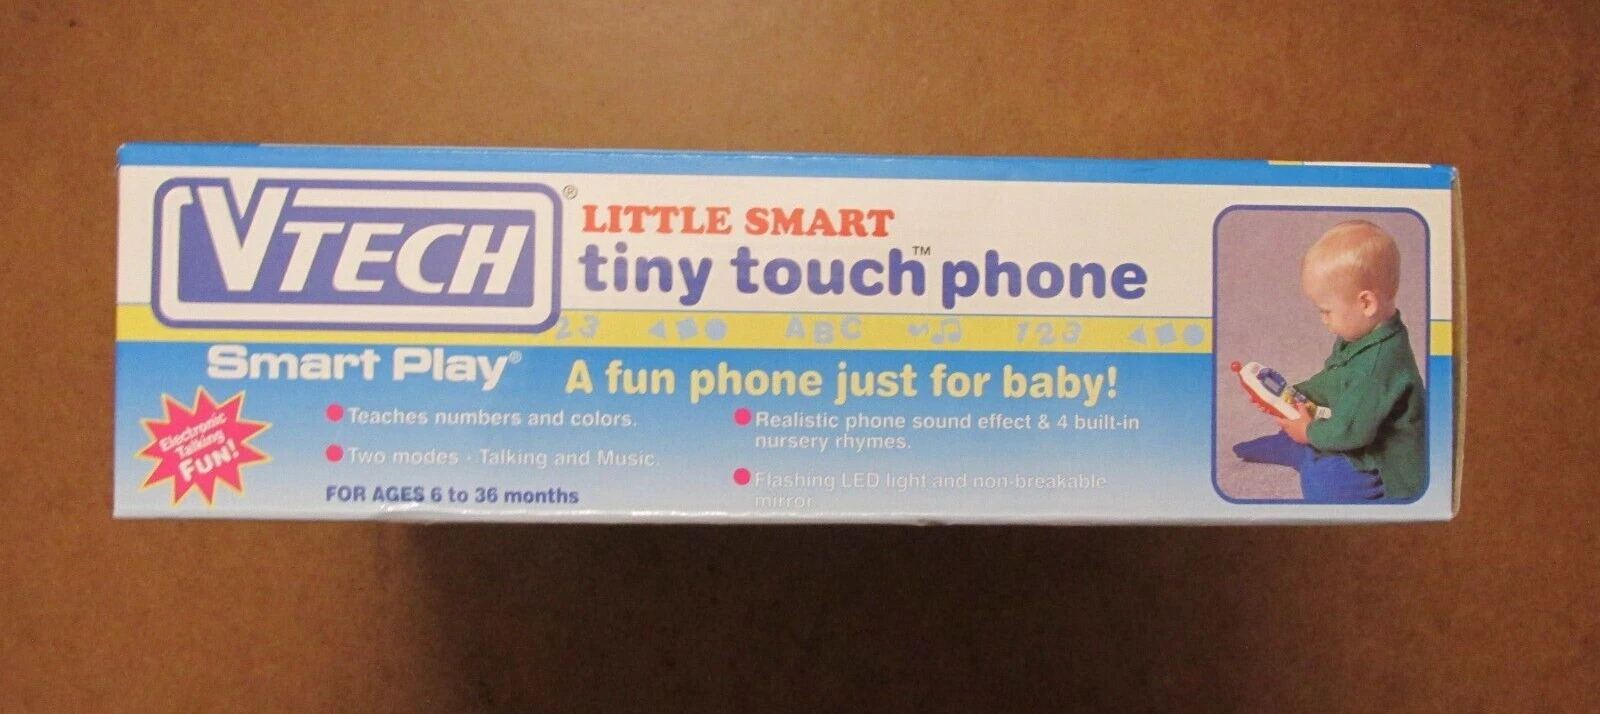 VTECH®
LITTLE SMART
tiny touch™ phone
123 ABC 123
Smart Play®
A fun phone just for baby!
Electronic
Talking
FUN!
Teaches numbers and colors.
Two modes - Talking and Music.
FOR AGES 6 to 36 months
Realistic phone sound effect & 4 built-in
nursery rhymes.
Flashing LED light and non-breakable
mirror